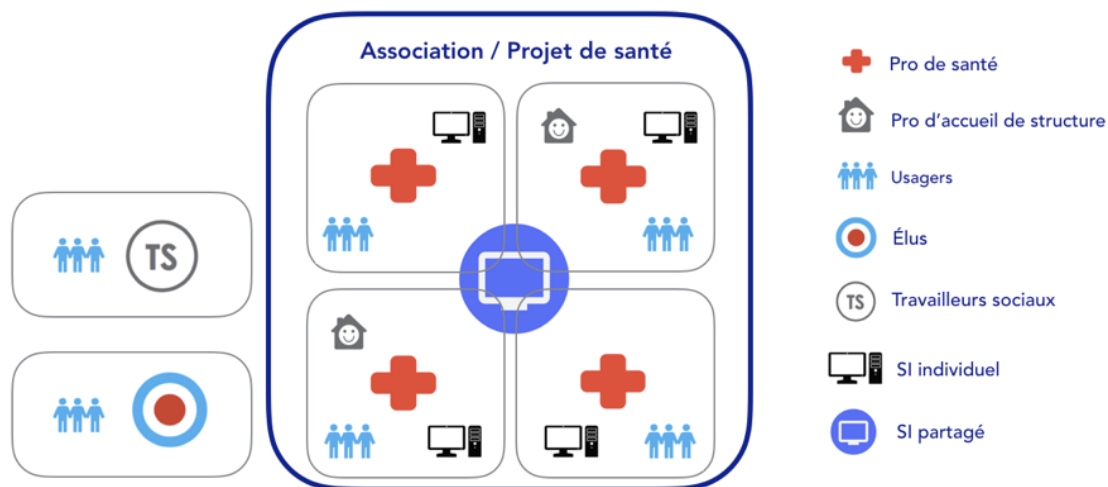 Association / Projet de santé
TS
Pro de santé
Pro d'accueil de structure
Usagers
Élus
TS
Travailleurs sociaux
SI individuel
SI partagé